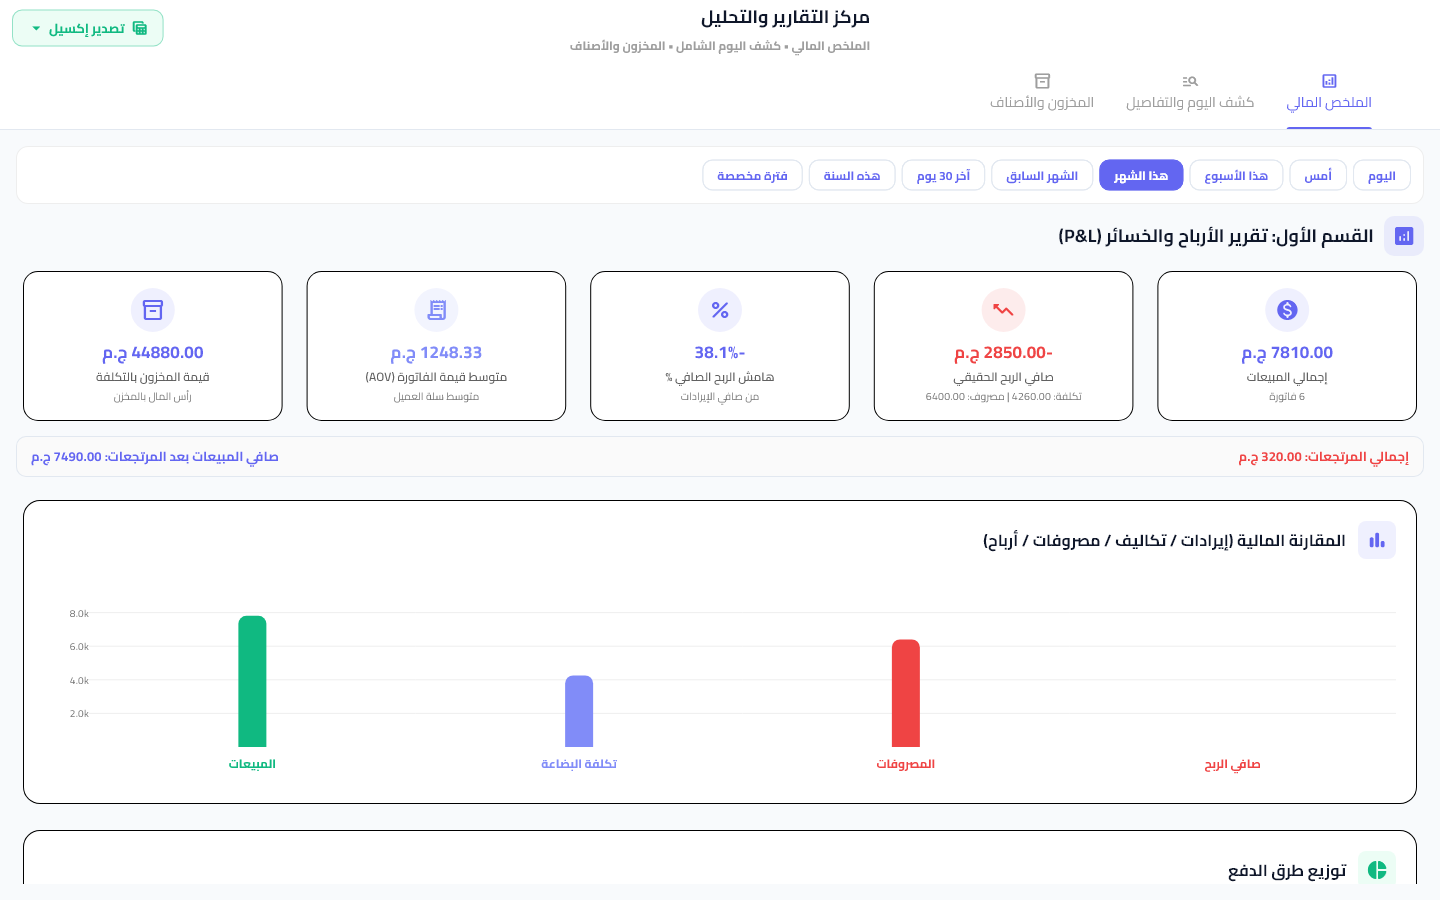 مركز التقارير والتحليل
الملخص المالي • كشف اليوم الشامل • المخزون والأصناف
تصدير إكسيل
الملخص المالي
كشف اليوم والتفاصيل
المخزون والأصناف
اليوم
أمس
هذا الأسبوع
هذا الشهر
الشهر السابق
آخر 30 يوم
هذه السنة
فترة مخصصة
القسم الأول: تقرير الأرباح والخسائر (P&L)
7810.00 ج.م
إجمالي المبيعات
6 فاتورة
-2850.00 ج.م
صافي الربح الحقيقي
تكلفة: 4260.00 | مصروف: 6400.00
38.1%-
هامش الربح الصافي %
من صافي الإيرادات
1248.33 ج.م
متوسط قيمة الفاتورة (AOV)
متوسط سلة العميل
44880.00 ج.م
قيمة المخزون بالتكلفة
رأس المال بالمخزن
إجمالي المرتجعات: 320.00 ج.م
صافي المبيعات بعد المرتجعات: 7490.00 ج.م
المقارنة المالية (إيرادات / تكاليف / مصروفات / أرباح)
8.0k
6.0k
4.0k
2.0k
صافي الربح
المصروفات
تكلفة البضاعة
المبيعات
توزيع طرق الدفع